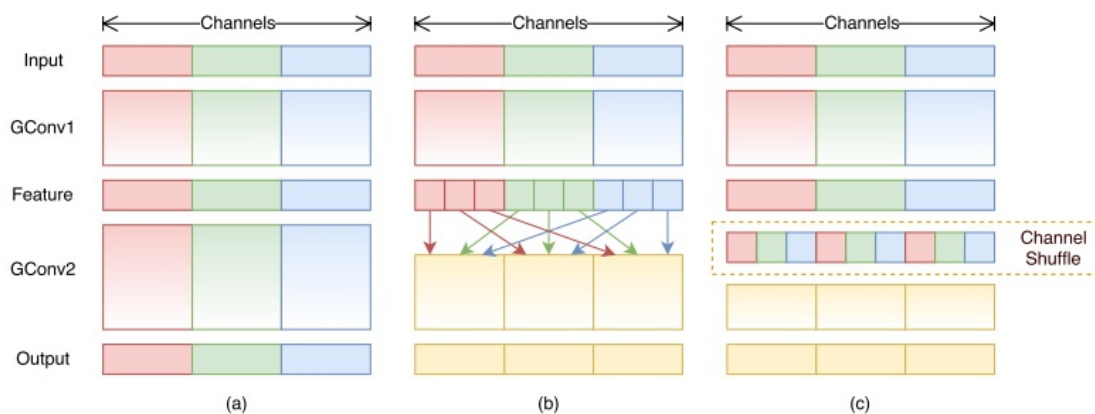 Channels Channels Channels
Input
GConv1
Feature
GConv2
Channel
Shuffle
Output
(a) (b) (c)